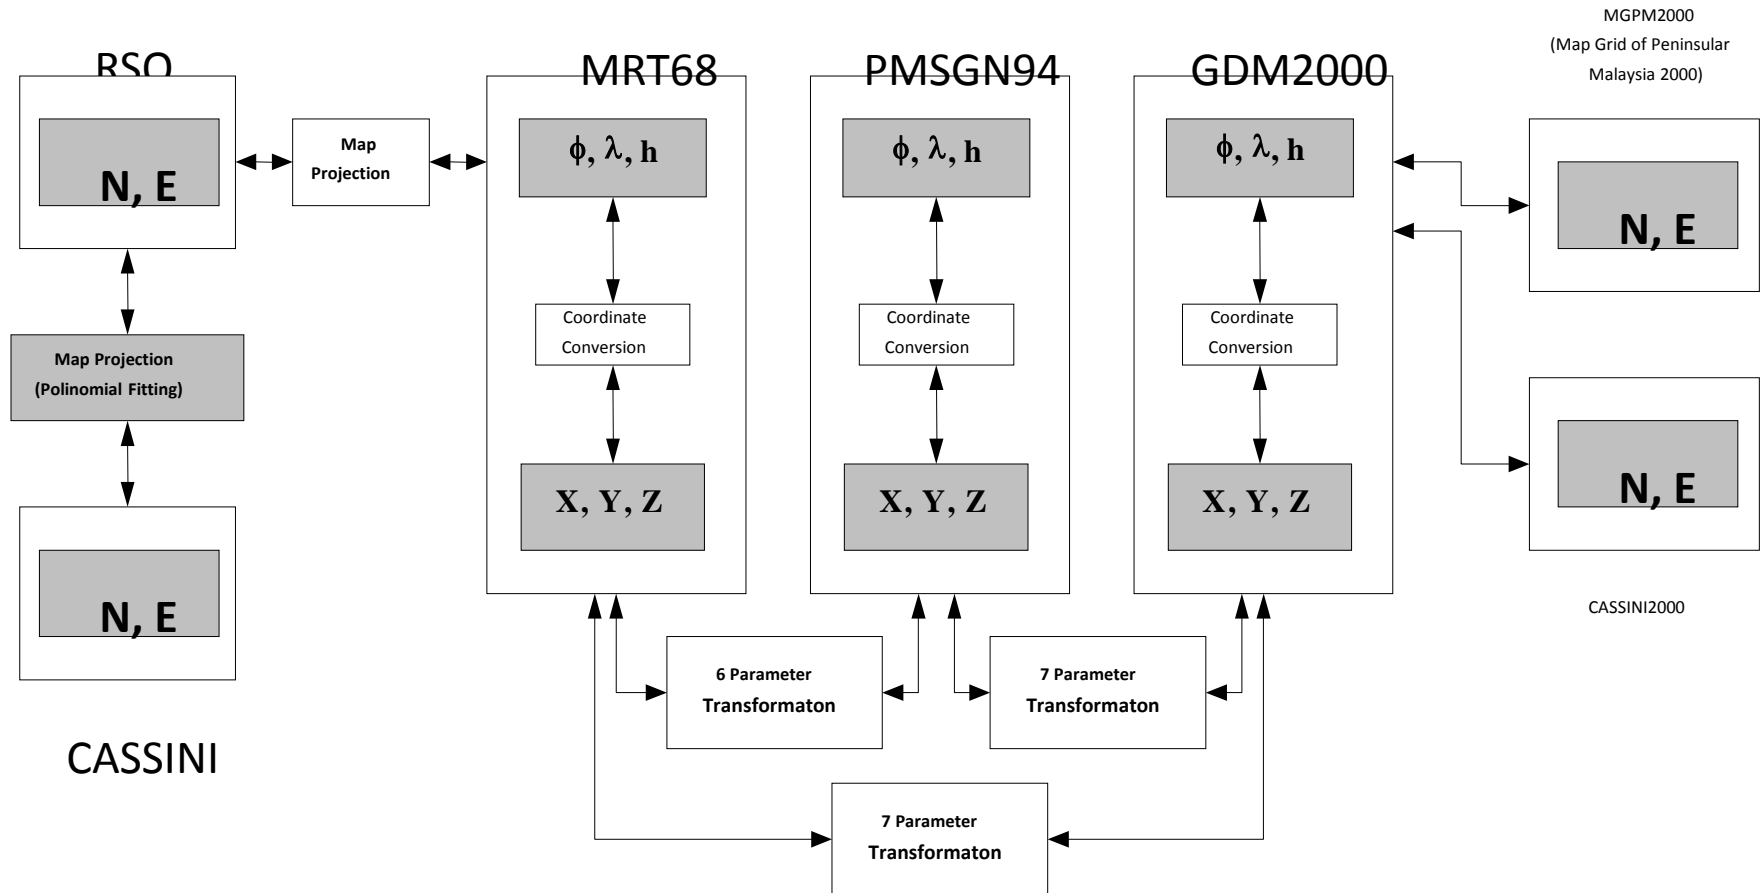 MGPM2000
(Map Grid of Peninsular
Malaysia 2000)
RSO
MRT68
PMSGN94
GDM2000
N, E
Map
Projection
ϕ, λ, h
ϕ, λ, h
ϕ, λ, h
N, E
Coordinate
Conversion
Coordinate
Conversion
Coordinate
Conversion
Map Projection
(Polinomial Fitting)
X, Y, Z
X, Y, Z
X, Y, Z
N, E
N, E
CASSINI2000
6 Parameter
Transformaton
7 Parameter
Transformaton
CASSINI
7 Parameter
Transformaton